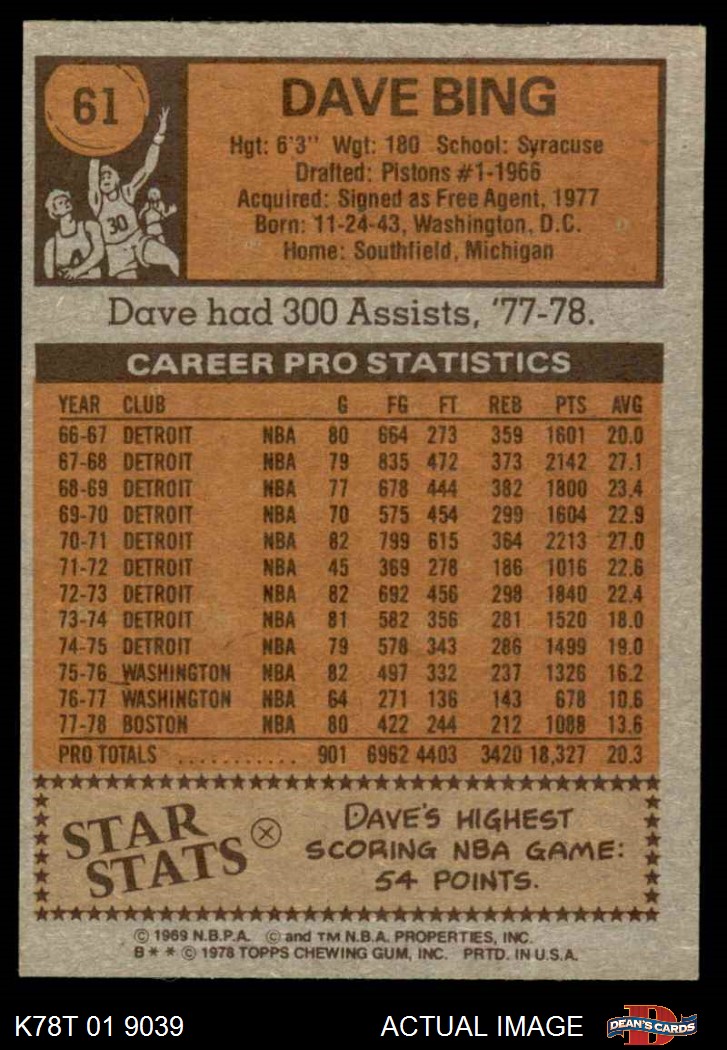 61
30
DAVE BING
Hgt: 6'3" Wgt: 180 School: Syracuse
Drafted: Pistons #1-1966
Acquired: Signed as Free Agent, 1977
Born: 11-24-43, Washington, D.C.
Home: Southfield, Michigan
Dave had 300 Assists, '77-78.
CAREER PRO STATISTICS
YEAR CLUB G FG FT REB PTS AVG
66-67 DETROIT NBA 80 664 273 359 1601 20.0
67-68 DETROIT NBA 79 835 472 373 2142 27.1
68-69 DETROIT NBA 77 678 444 382 1800 23.4
69-70 DETROIT NBA 70 575 454 299 1604 22.9
70-71 DETROIT NBA 82 799 615 364 2213 27.0
71-72 DETROIT NBA 45 369 278 186 1016 22.6
72-73 DETROIT NBA 82 692 456 298 1840 22.4
73-74 DETROIT NBA 81 582 356 281 1520 18.0
74-75 DETROIT NBA 79 578 343 286 1499 19.0
75-76 WASHINGTON NBA 82 497 332 237 1326 16.2
76-77 WASHINGTON NBA 64 271 136 143 678 10.6
77-78 BOSTON NBA 80 422 244 212 1088 13.6
PRO TOTALS ........... 901 6962 4403 3420 18,327 20.3
STAR STATS
DAVE'S HIGHEST
SCORING NBA GAME:
54 POINTS.
© 1969 N.B.P.A. © and TM N.B.A. PROPERTIES, INC.
B * * © 1978 TOPPS CHEWING GUM, INC. PRTD. IN U.S.A.
K78T 01 9039 ACTUAL IMAGE DEAN'S CARDS